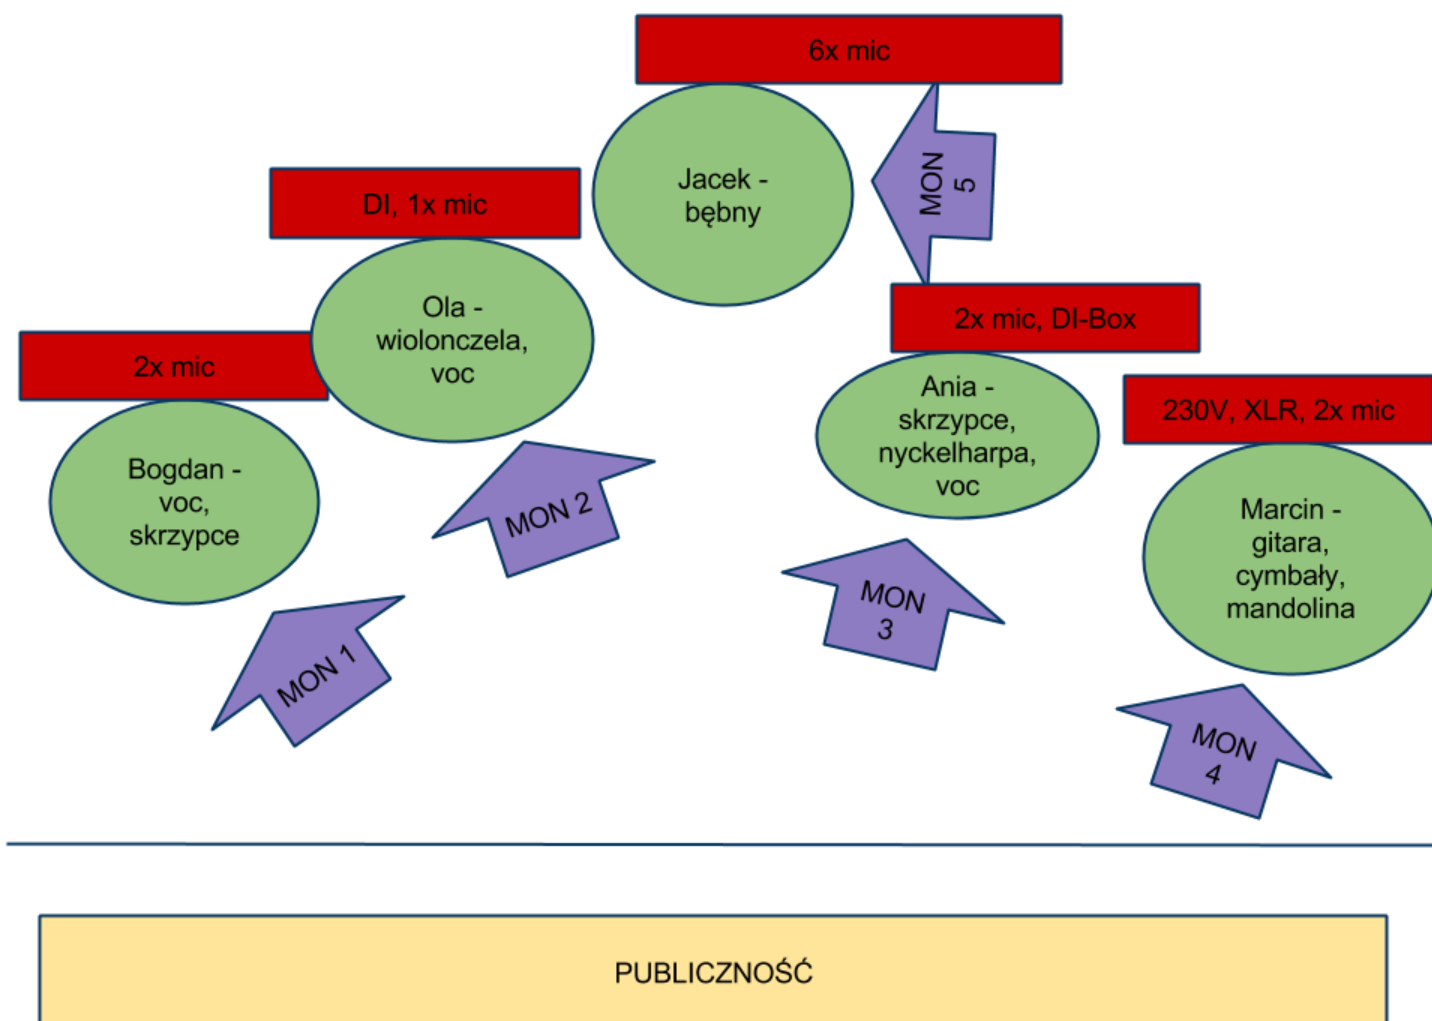 6x mic
Jacek -
bębny
MON
5
DI, 1x mic
Ola -
wiolonczela,
voc
2x mic
Bogdan -
voc,
skrzypce
2x mic, DI-Box
Ania -
skrzypce,
nyckelharpa,
voc
230V, XLR, 2x mic
Marcin -
gitara,
cymbały,
mandolina
MON 1
MON 2
MON
3
MON
4
PUBLICZNOŚĆ